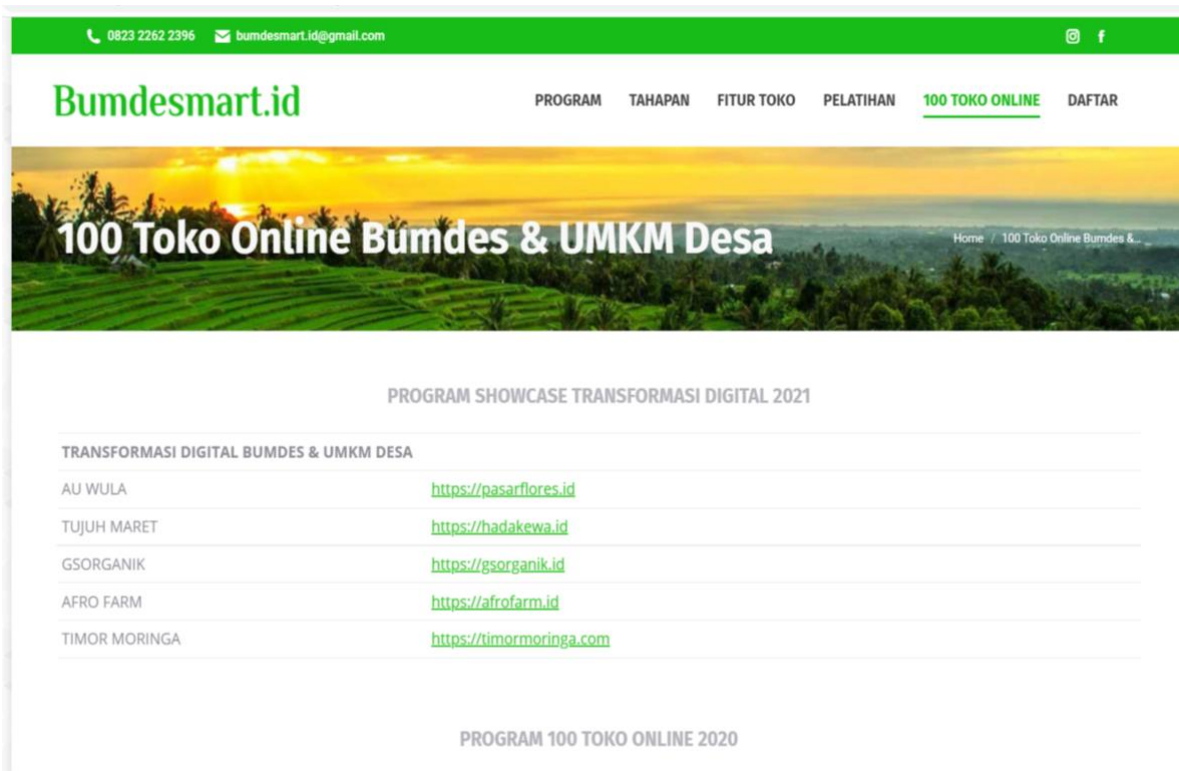 0823 2262 2396 bumdesmart.id@gmail.com
Bumdesmart.id
PROGRAM TAHAPAN FITUR TOKO PELATIHAN 100 TOKO ONLINE DAFTAR
100 Toko Online Bumdes & UMKM Desa
Home / 100 Toko Online Bumdes &...
PROGRAM SHOWCASE TRANSFORMASI DIGITAL 2021
TRANSFORMASI DIGITAL BUMDES & UMKM DESA
AU WULA https://pasarflores.id
TUJUH MARET https://hadakewa.id
GSORGANIK https://gsorganik.id
AFRO FARM https://afrofarm.id
TIMOR MORINGA https://timormoringa.com
PROGRAM 100 TOKO ONLINE 2020